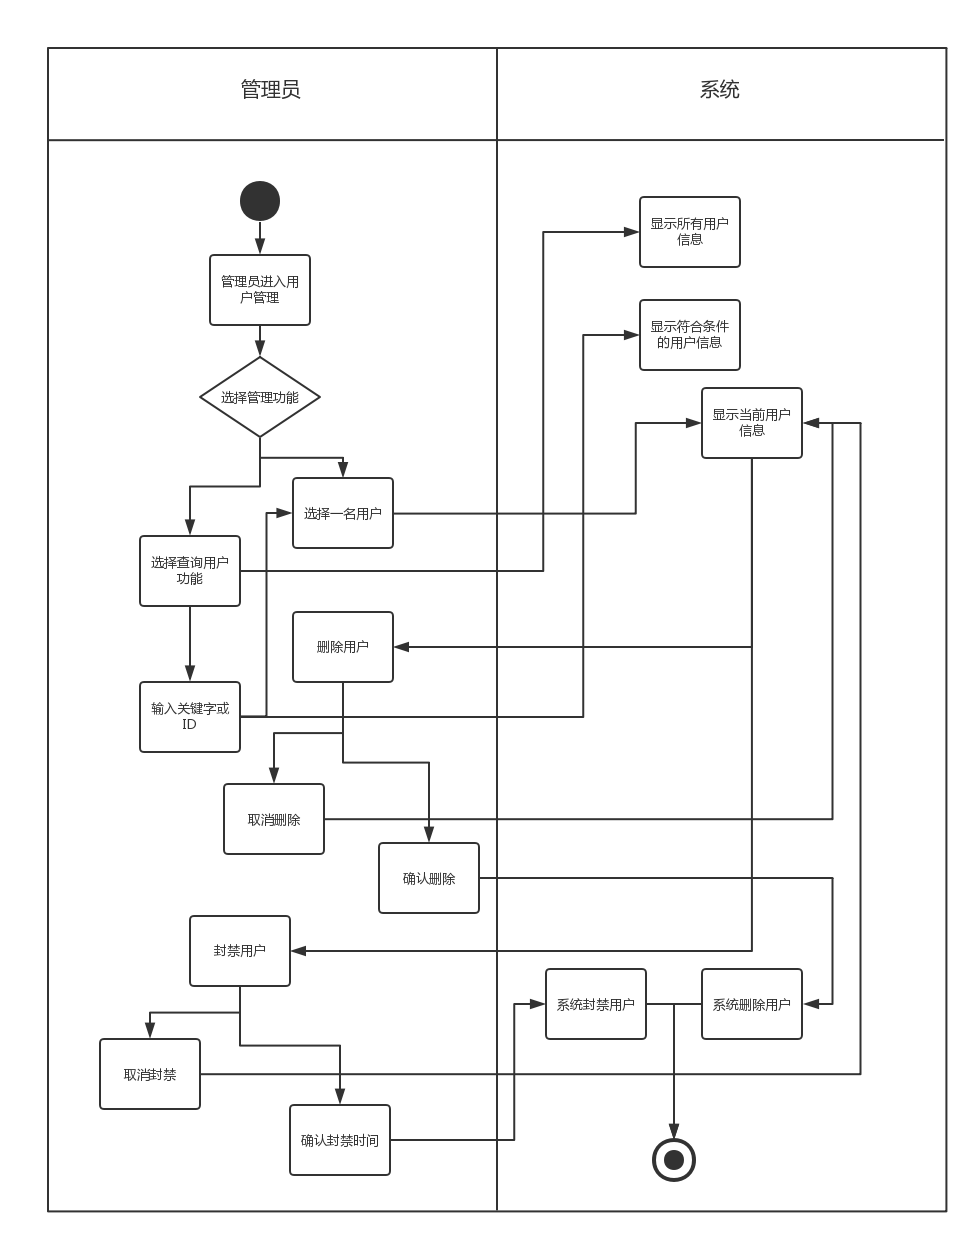 管理员
系统
显示所有用户
信息
管理员进入用
户管理
显示符合条件
的用户信息
选择管理功能
显示当前用户
信息
选择一名用户
选择查询用户
功能
删除用户
输入关键字或
ID
取消删除
确认删除
封禁用户
系统封禁用户
系统删除用户
取消封禁
确认封禁时间